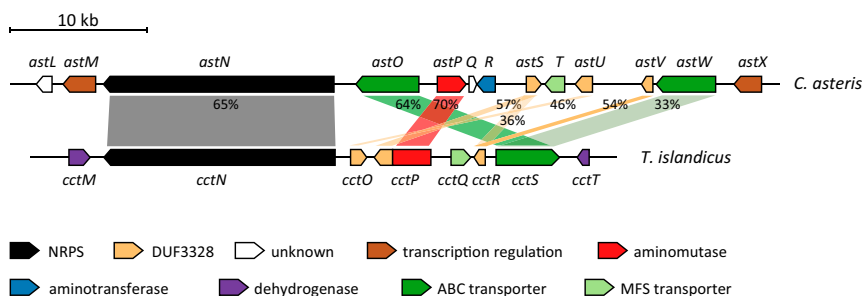 10 kb
astL astM astN astO astP Q R astS T astU astV astW astX
C. asteris
65% 64% 70% 57% 46% 54% 33%
36%
T. islandicus
cctM cctN cctO cctP cctQ cctR cctS cctT
NRPS DUF3328 unknown transcription regulation aminomutase
aminotransferase dehydrogenase ABC transporter MFS transporter